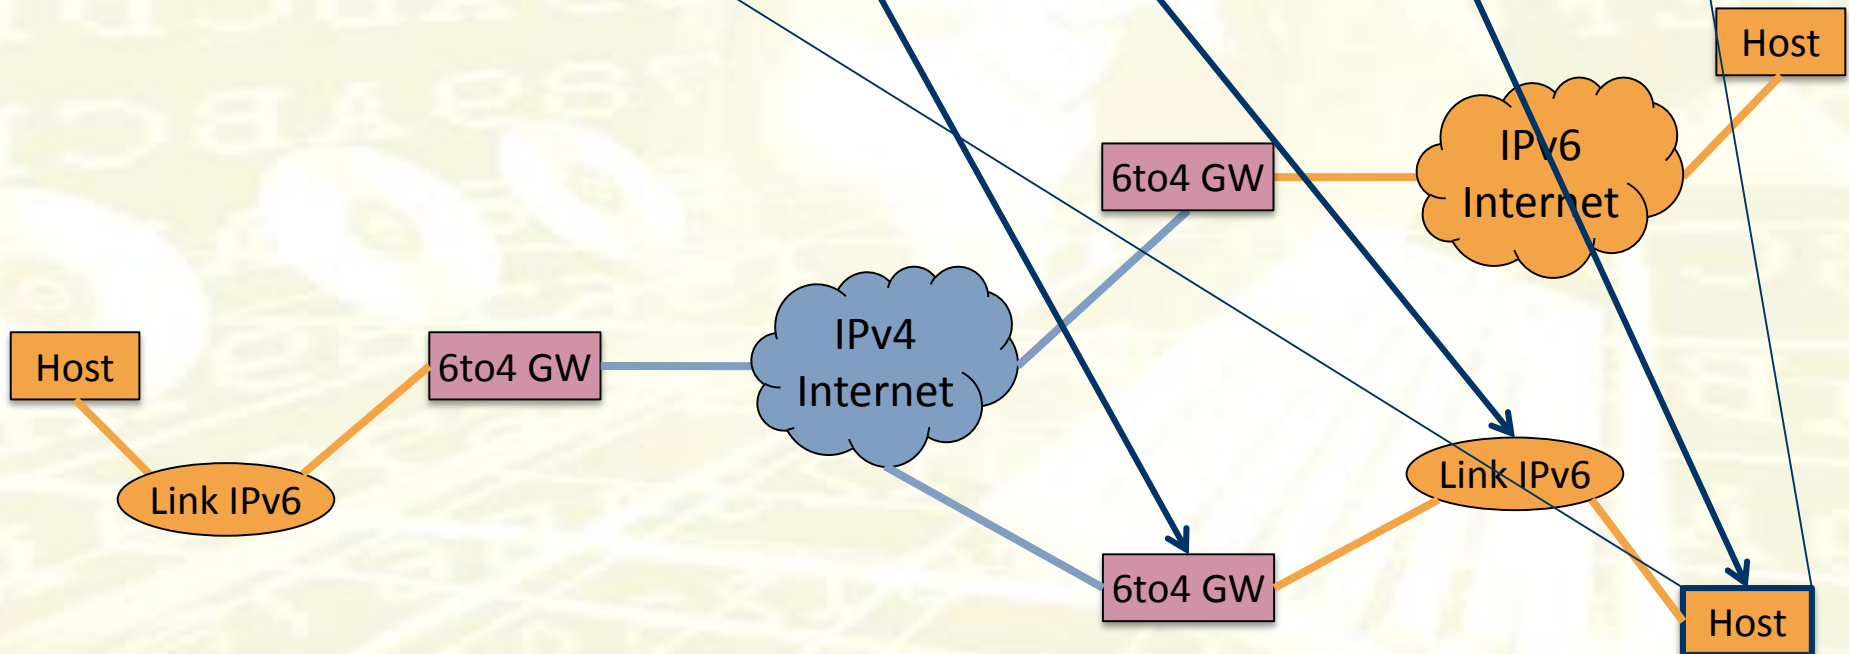 Host
IPv6
Internet
6to4 GW
IPv4
Internet
Host
6to4 GW
Link IPv6
Link IPv6
6to4 GW
Host